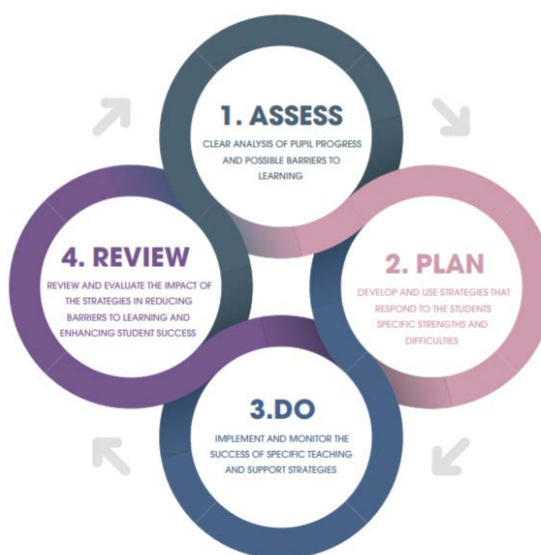 1. ASSESS
CLEAR ANALYSIS OF PUPIL PROGRESS
AND POSSIBLE BARRIERS TO
LEARNING
2. PLAN
DEVELOP AND USE STRATEGIES THAT
RESPOND TO THE STUDENTS
SPECIFIC STRENGTHS AND
DIFFICULTIES
3.DO
IMPLEMENT AND MONITOR THE
SUCCESS OF SPECIFIC TEACHING
AND SUPPORT STRATEGIES
4. REVIEW
REVIEW AND EVALUATE THE IMPACT OF
THE STRATEGIES IN REDUCING
BARRIERS TO LEARNING AND
ENHANCING STUDENT SUCCESS